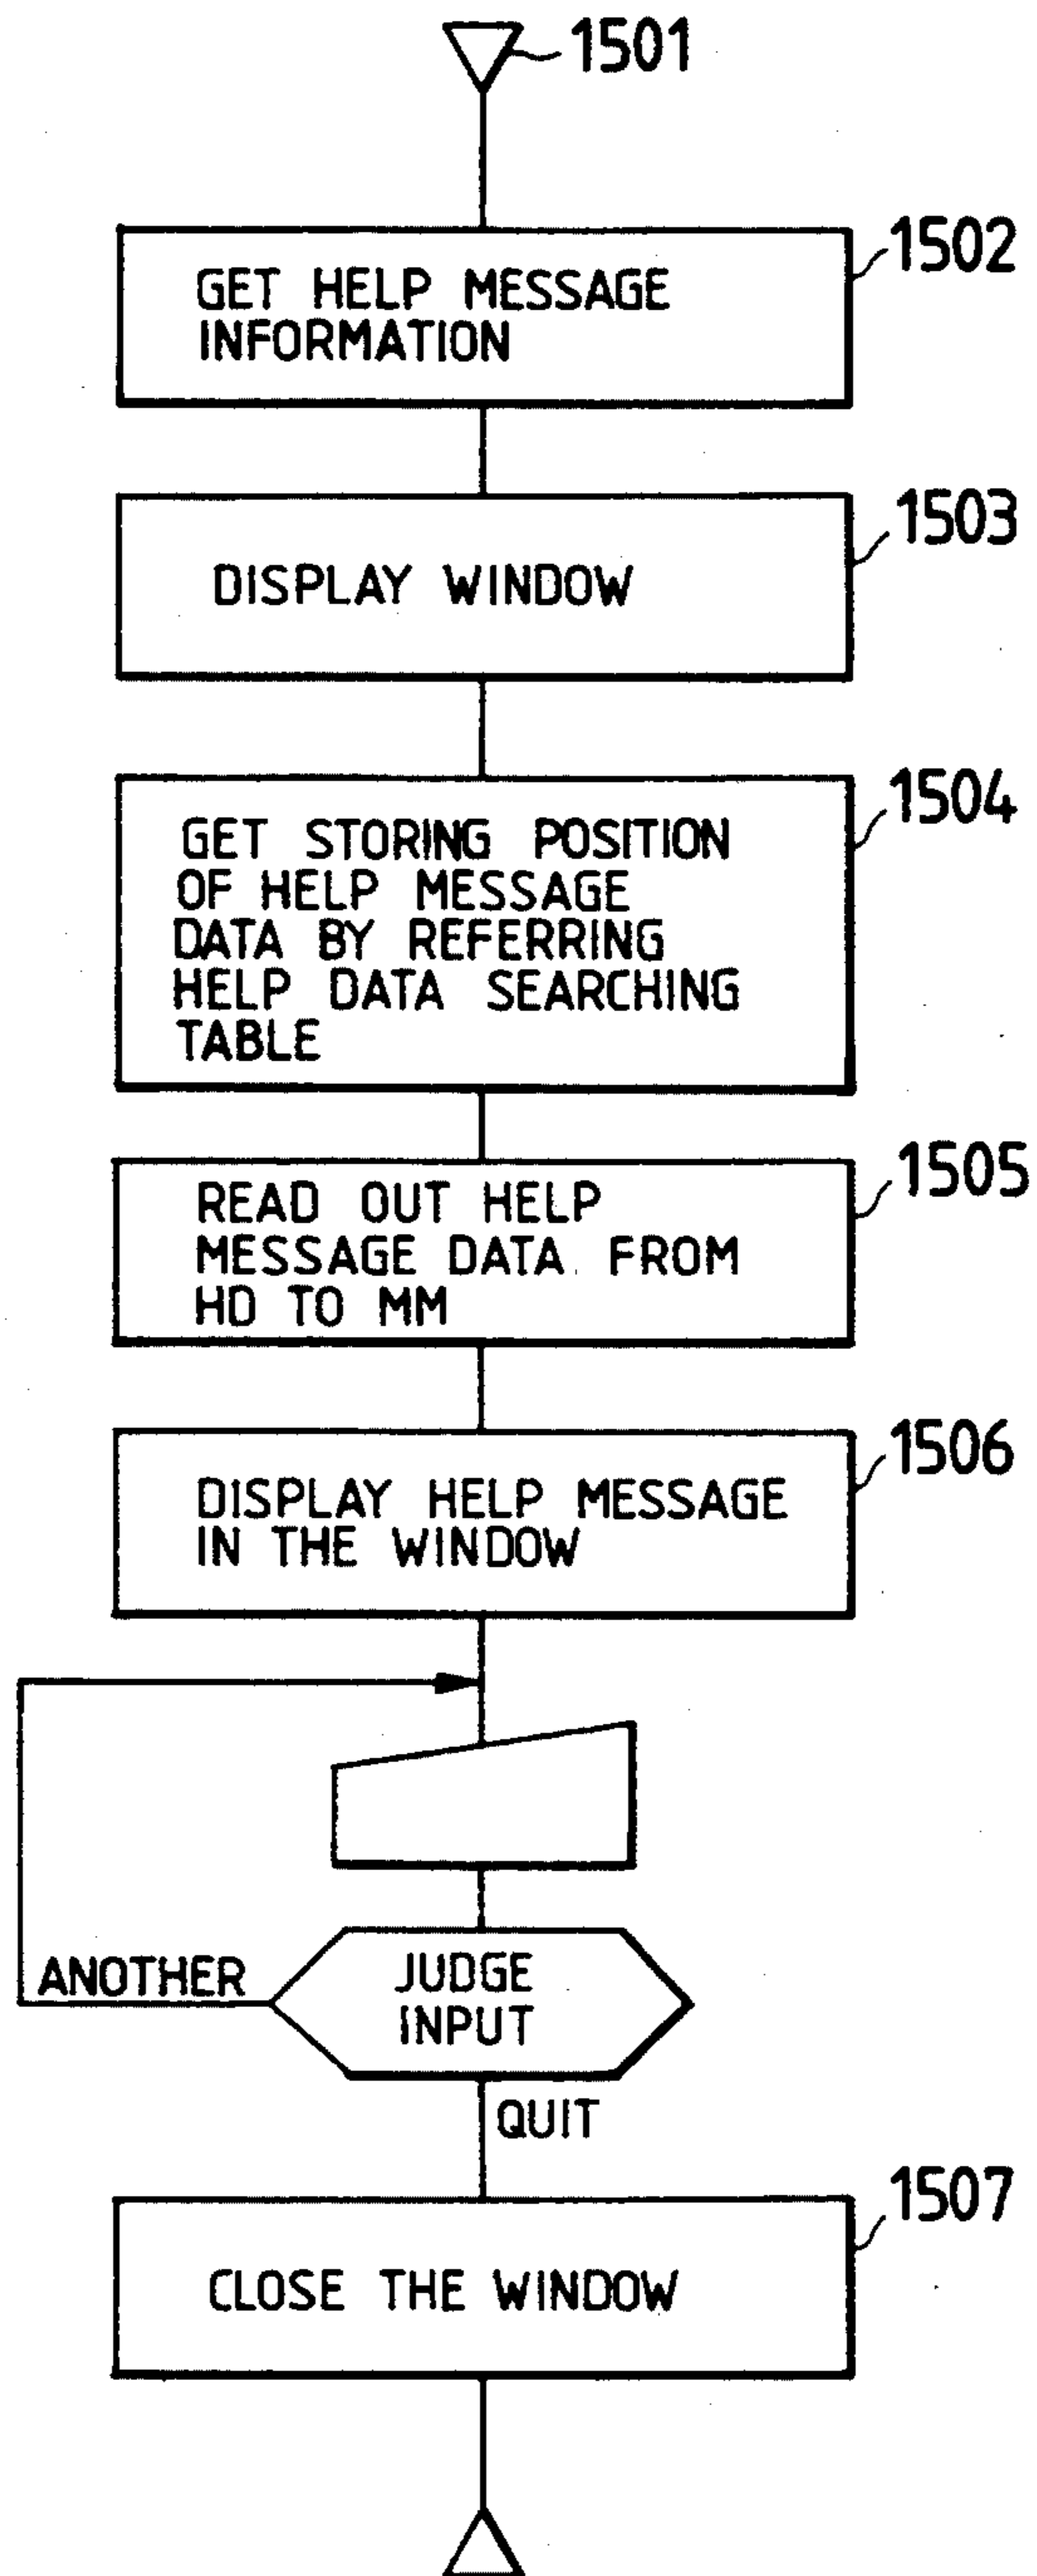 1501
1502
GET HELP MESSAGE
INFORMATION
1503
DISPLAY WINDOW
1504
GET STORING POSITION
OF HELP MESSAGE
DATA BY REFERRING
HELP DATA SEARCHING
TABLE
1505
READ OUT HELP
MESSAGE DATA FROM
HD TO MM
1506
DISPLAY HELP MESSAGE
IN THE WINDOW
ANOTHER
JUDGE
INPUT
QUIT
1507
CLOSE THE WINDOW